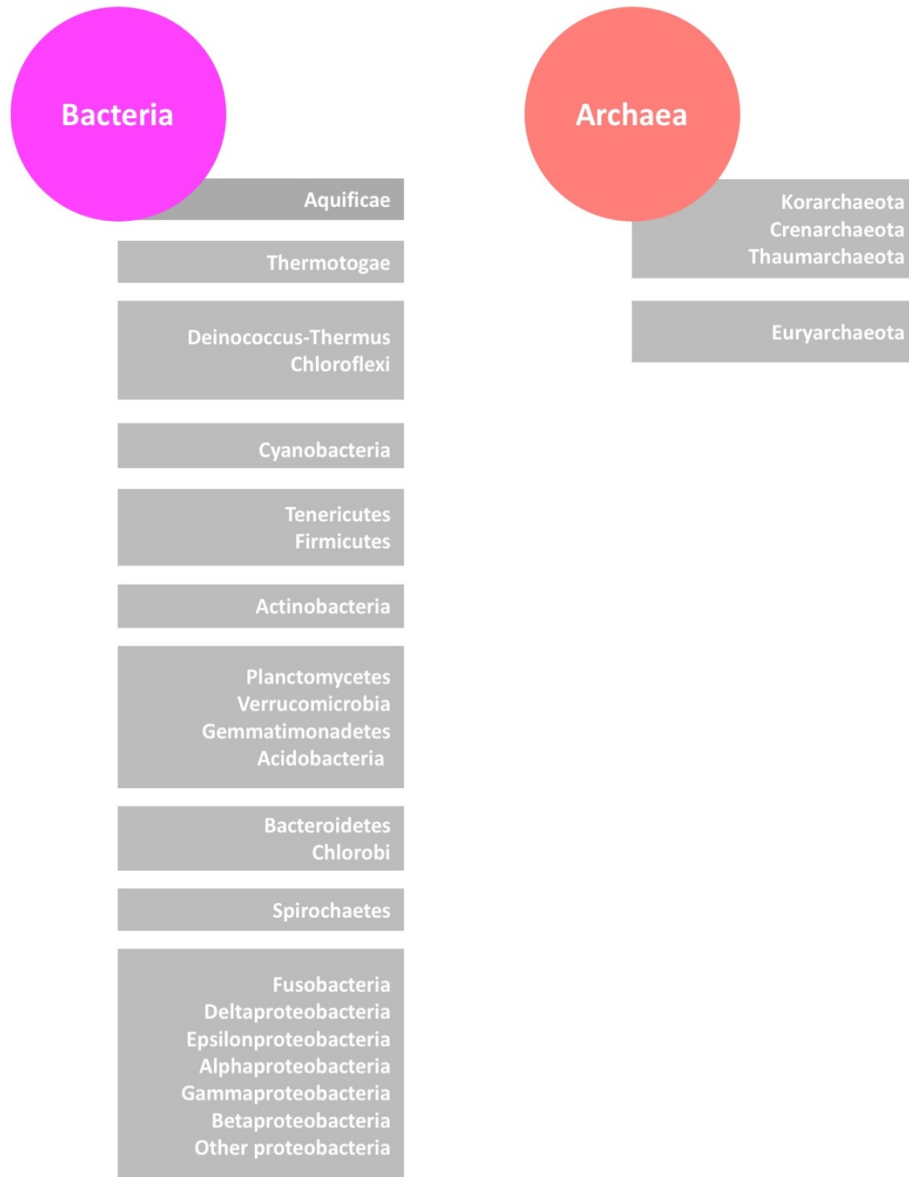 Bacteria
Aquificae
Thermotogae
Deinococcus-Thermus
Chloroflexi
Cyanobacteria
Tenericutes
Firmicutes
Actinobacteria
Planctomycetes
Verrucomicrobia
Gemmatimonadetes
Acidobacteria
Bacteroidetes
Chlorobi
Spirochaetes
Fusobacteria
Deltaproteobacteria
Epsilonproteobacteria
Alphaproteobacteria
Gammaproteobacteria
Betaproteobacteria
Other proteobacteria
Archaea
Korarchaeota
Crenarchaeota
Thaumarchaeota
Euryarchaeota